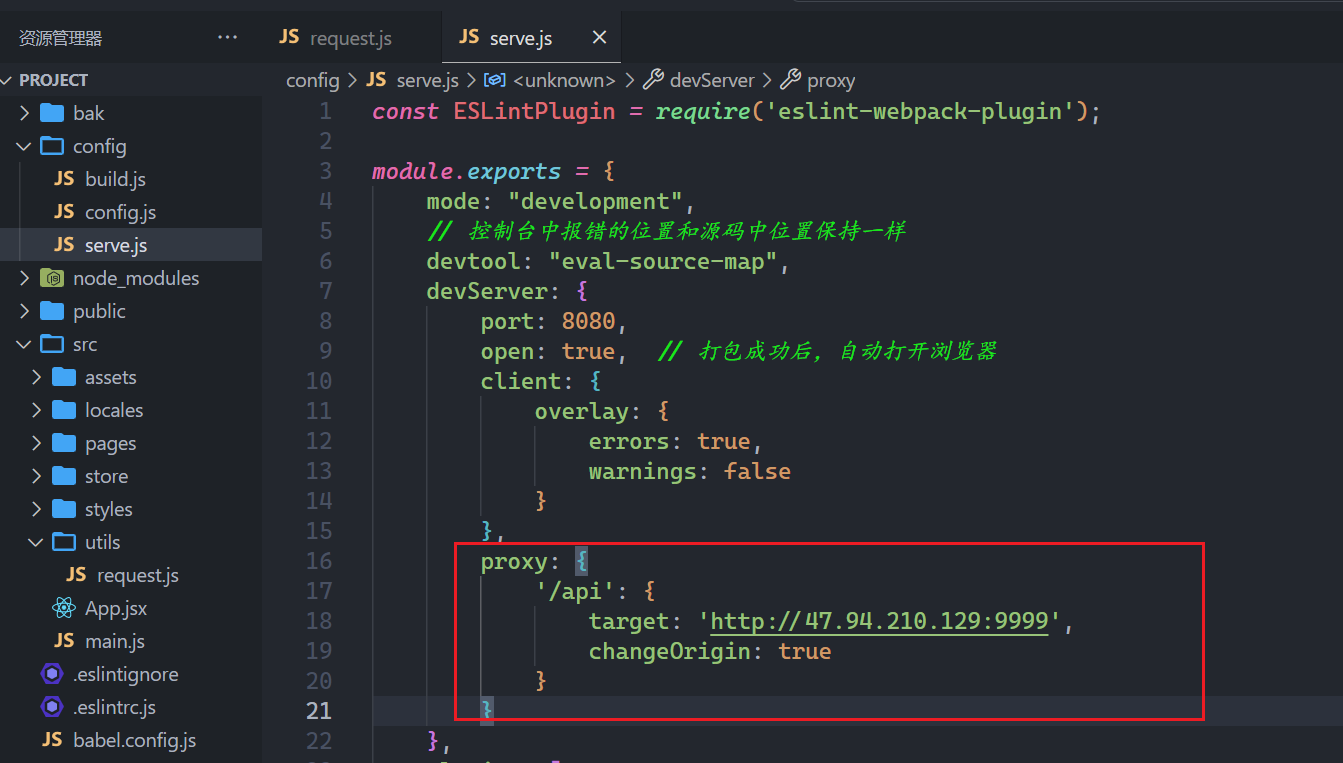 资源管理器 ···
JS request.js
JS serve.js ×
PROJECT
config > JS serve.js > <unknown> > devServer > proxy
bak
config
JS build.js
JS config.js
JS serve.js
node_modules
public
src
assets
locales
pages
store
styles
utils
JS request.js
App.jsx
JS main.js
.eslintignore
.eslintrc.js
JS babel.config.js
1 const ESLintPlugin = require('eslint-webpack-plugin');
2
3 module.exports = {
4 mode: "development",
5 // 控制台中报错的位置和源码中位置保持一样
6 devtool: "eval-source-map",
7 devServer: {
8 port: 8080,
9 open: true, // 打包成功后，自动打开浏览器
10 client: {
11 overlay: {
12 errors: true,
13 warnings: false
14 }
15 },
16 proxy: {
17 '/api': {
18 target: 'http://47.94.210.129:9999',
19 changeOrigin: true
20 }
21 }
22 },